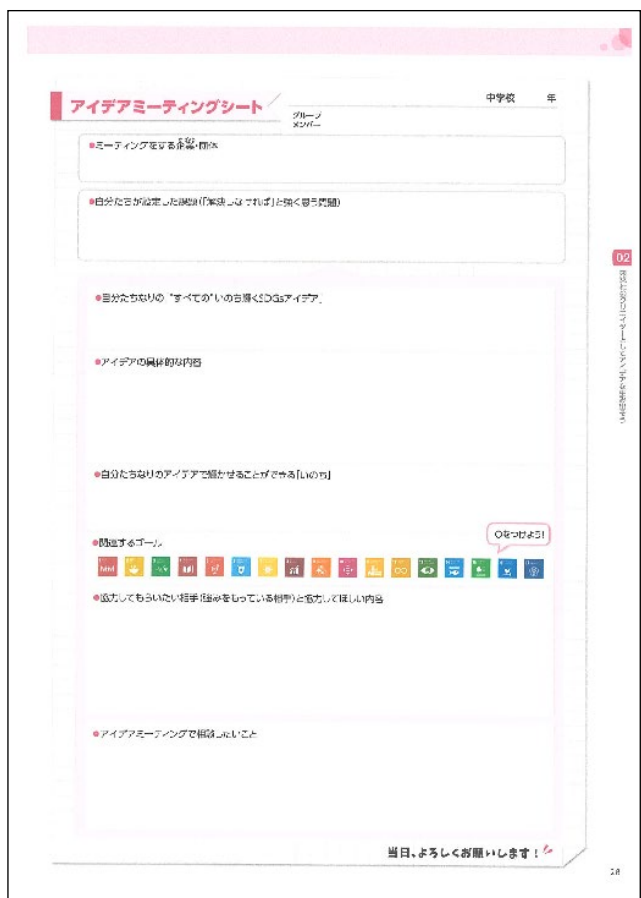 中学校 年
アイデアミーティングシート
グループ
メンバー
●ミーティングをする企業・団体
●自分たちが設定した課題(「解決しなければ」と強く思う問題)
02
●自分たちなりの「“すべての”いのち輝くSDGsアイデア」
●アイデアの具体的な内容
●自分たちなりのアイデアで輝かせることができる「いのち」
○をつけよう!
●関連するゴール
●協力してもらいたい相手(強みをもっている相手)と協力してほしい内容
●アイデアミーティングで相談したいこと
当日、よろしくお願いします!
28